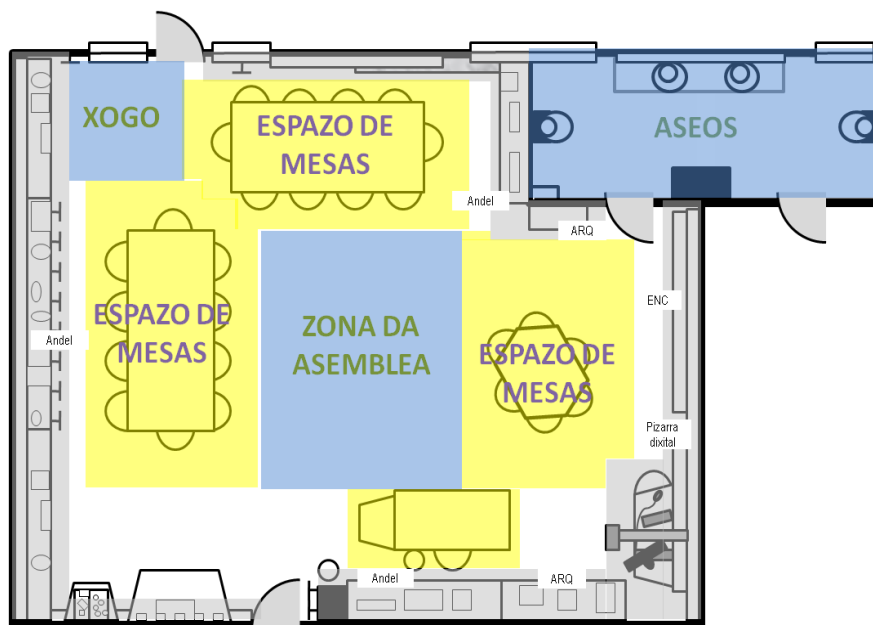 XOGO
ESPAZO DE
MESAS
ASEOS
Andel
ARQ
ENC
ESPAZO DE
MESAS
ZONA DA
ASEMBLEA
ESPAZO DE
MESAS
Andel
Pizarra
dixital
Andel
ARQ